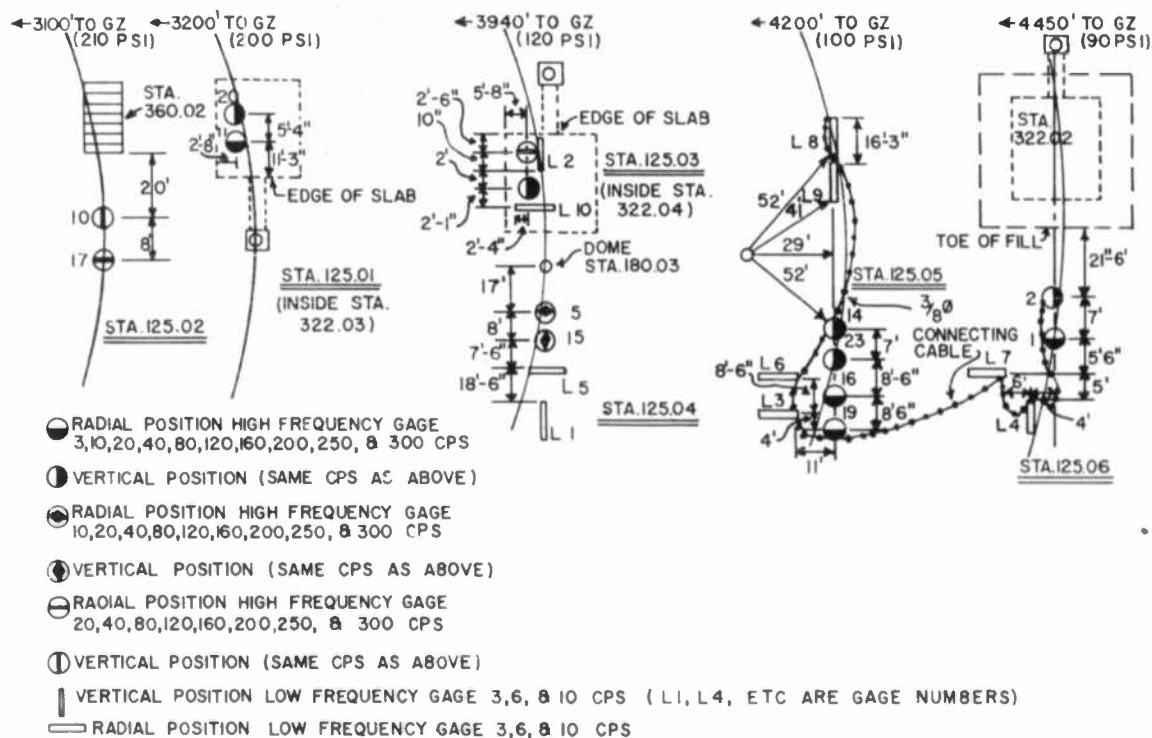 3100' TO GZ
(210 PSI)
3200' TO GZ
(200 PSI)
3940' TO GZ
(120 PSI)
4200' TO GZ
(100 PSI)
4450' TO GZ
(90 PSI)
STA.
360.02
20'
10
8'
17
STA.125.02
20
11
5'-4"
11'-3"
2'-8"
EDGE OF SLAB
STA.125.01
(INSIDE STA.
322.03)
5'-8"
2'-6"
10"
2'
2'-1"
2'-4"
L 2
L 10
EDGE OF SLAB
STA.125.03
(INSIDE STA.
322.04)
DOME
STA.180.03
17'
5
8'
15
7'-6"
L 5
18'-6"
L 1
STA.125.04
L 8
16'-3"
L 9
52'
41'
29'
52'
STA.125.05
3/8Ø
CONNECTING
CABLE
14
23
7'
16
8'-6"
19
8'6"
L 6
8'-6"
L 3
4'
11'
STA.
322.02
TOE OF FILL
21"-6'
2
7'
1
5'6"
L 7
5'
6'
L 4
4'
STA.125.06
RADIAL POSITION HIGH FREQUENCY GAGE
3,10,20,40,80,120,160,200,250, & 300 CPS
VERTICAL POSITION (SAME CPS AS ABOVE)
RADIAL POSITION HIGH FREQUENCY GAGE
10,20,40,80,120,160,200,250, & 300 CPS
VERTICAL POSITION (SAME CPS AS ABOVE)
RADIAL POSITION HIGH FREQUENCY GAGE
20,40,80,120,160,200,250, & 300 CPS
VERTICAL POSITION (SAME CPS AS ABOVE)
VERTICAL POSITION LOW FREQUENCY GAGE 3,6, & 10 CPS (L1, L4, ETC ARE GAGE NUMBERS)
RADIAL POSITION LOW FREQUENCY GAGE 3,6, & 10 CPS